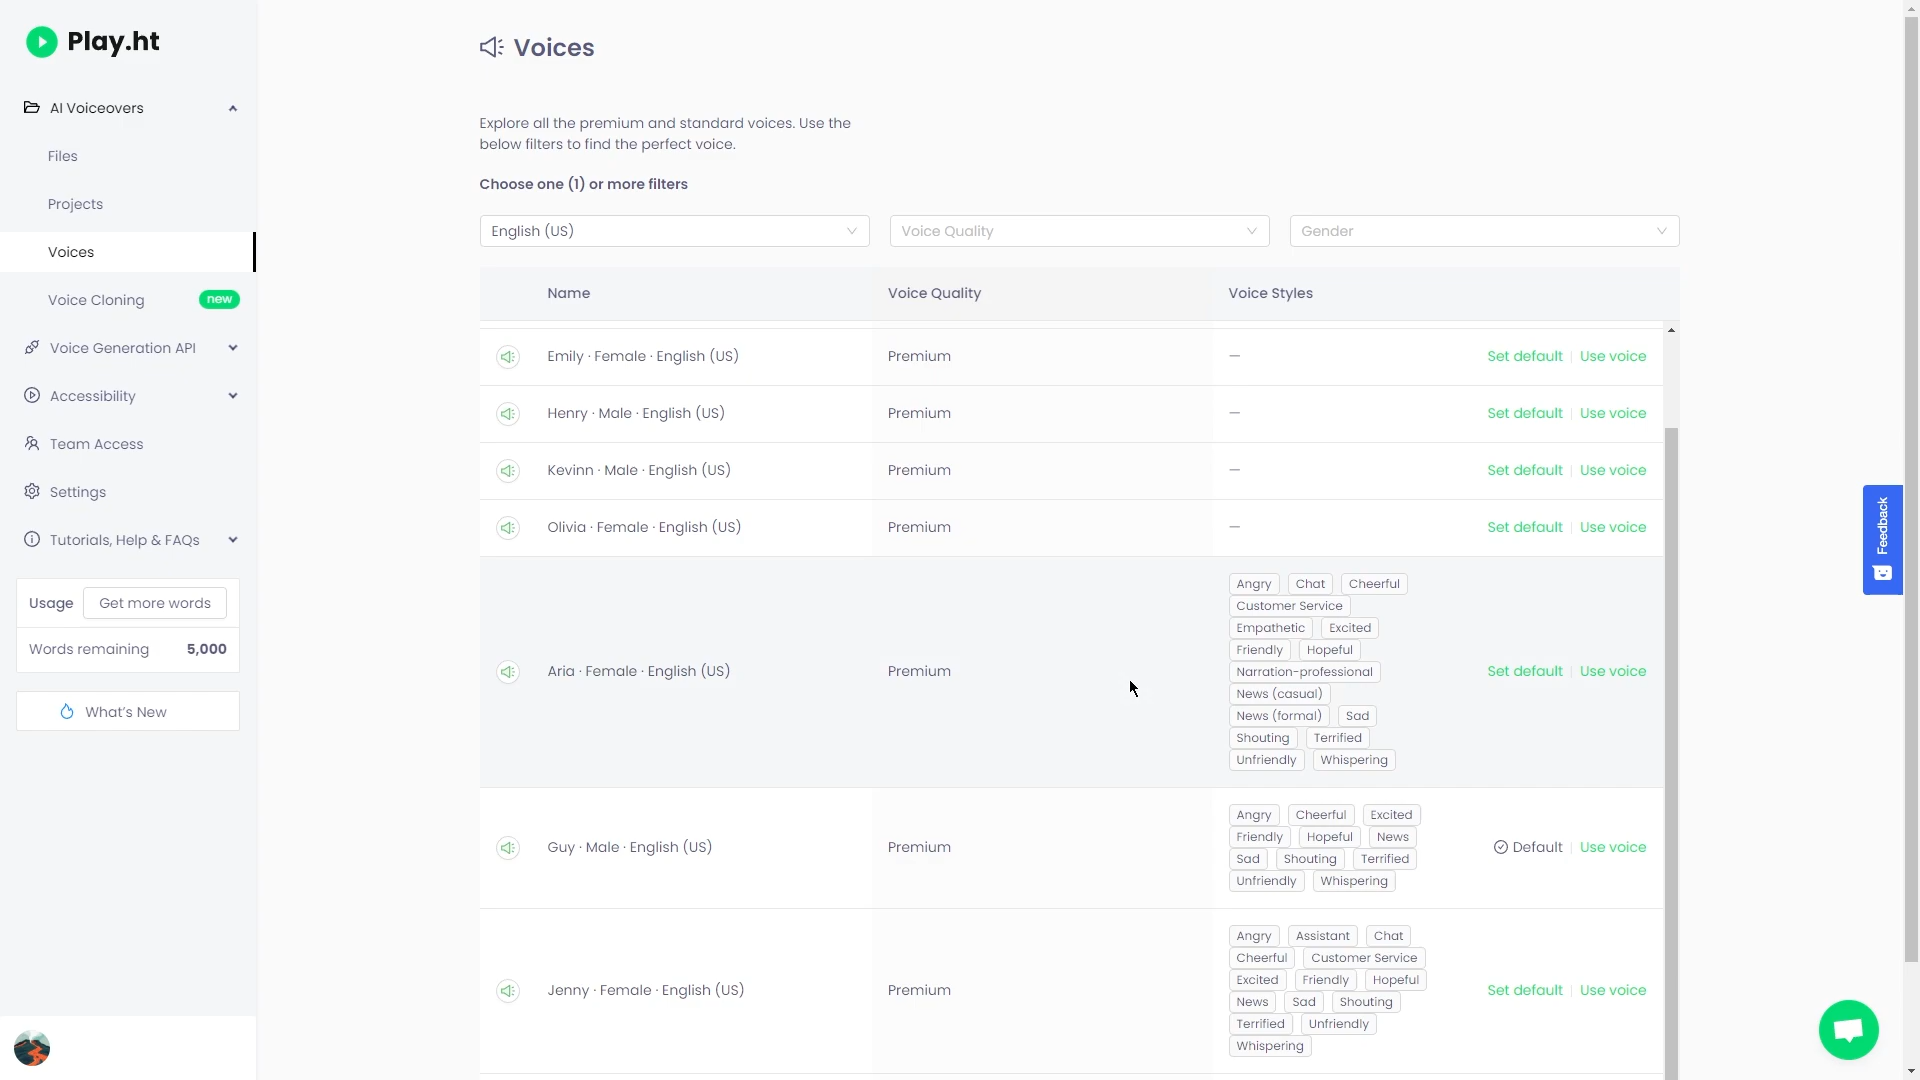 Play.ht
AI Voiceovers
Files
Projects
Voices
Voice Cloning new
Voice Generation API
Accessibility
Team Access
Settings
Tutorials, Help & FAQs
Usage Get more words
Words remaining 5,000
What's New
Voices
Explore all the premium and standard voices. Use the
below filters to find the perfect voice.
Choose one (1) or more filters
English (US) Voice Quality Gender
Name Voice Quality Voice Styles
Emily · Female · English (US) Premium — Set default Use voice
Henry · Male · English (US) Premium — Set default Use voice
Kevinn · Male · English (US) Premium — Set default Use voice
Olivia · Female · English (US) Premium — Set default Use voice
Angry Chat Cheerful
Customer Service
Empathetic Excited
Friendly Hopeful
Aria · Female · English (US) Premium Narration-professional Set default Use voice
News (casual)
News (formal) Sad
Shouting Terrified
Unfriendly Whispering
Angry Cheerful Excited
Friendly Hopeful News
Guy · Male · English (US) Premium Default Use voice
Sad Shouting Terrified
Unfriendly Whispering
Angry Assistant Chat
Cheerful Customer Service
Excited Friendly Hopeful
Jenny · Female · English (US) Premium Set default Use voice
News Sad Shouting
Terrified Unfriendly
Whispering
Feedback